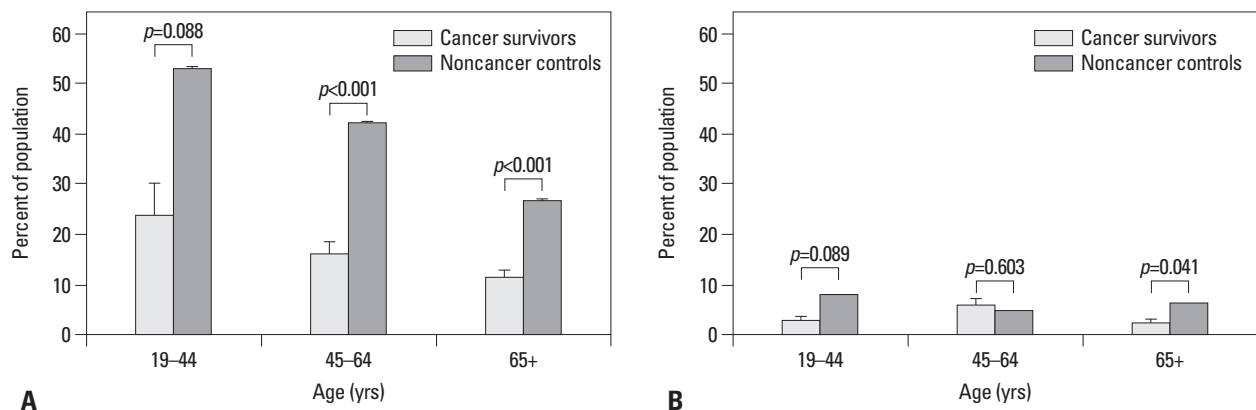 60
50
40
30
20
10
0
Percent of population
p=0.088
p<0.001
p<0.001
Cancer survivors
Noncancer controls
19–44
45–64
65+
Age (yrs)
A
60
50
40
30
20
10
0
Percent of population
p=0.089
p=0.603
p=0.041
Cancer survivors
Noncancer controls
19–44
45–64
65+
Age (yrs)
B